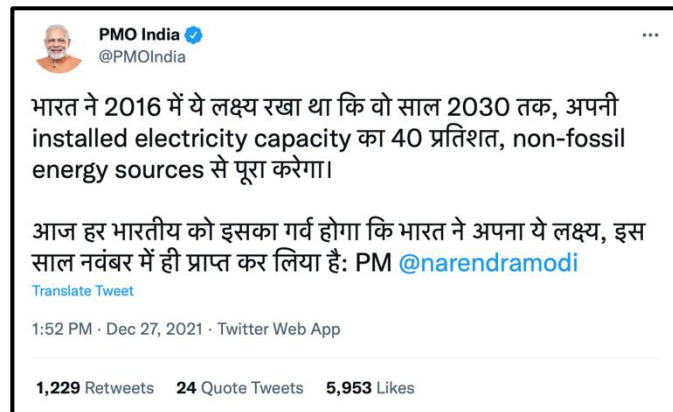 PMO India
@PMOIndia
भारत ने 2016 में ये लक्ष्य रखा था कि वो साल 2030 तक, अपनी
installed electricity capacity का 40 प्रतिशत, non-fossil
energy sources से पूरा करेगा।
आज हर भारतीय को इसका गर्व होगा कि भारत ने अपना ये लक्ष्य, इस
साल नवंबर में ही प्राप्त कर लिया है: PM @narendramodi
Translate Tweet
1:52 PM · Dec 27, 2021 · Twitter Web App
1,229 Retweets 24 Quote Tweets 5,953 Likes